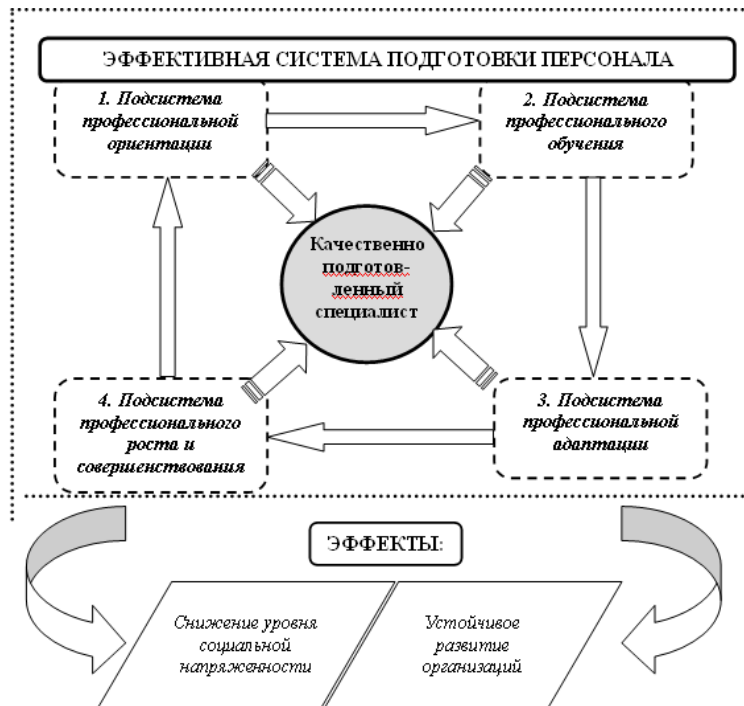 ЭФФЕКТИВНАЯ СИСТЕМА ПОДГОТОВКИ ПЕРСОНАЛА
1. Подсистема
профессиональной
ориентации
2. Подсистема
профессионального
обучения
Качественно
подготов-
ленный
специалист
4. Подсистема
профессионального
роста и
совершенствования
3. Подсистема
профессиональной
адаптации
ЭФФЕКТЫ:
Снижение уровня
социальной
напряженности
Устойчивое
развитие
организаций